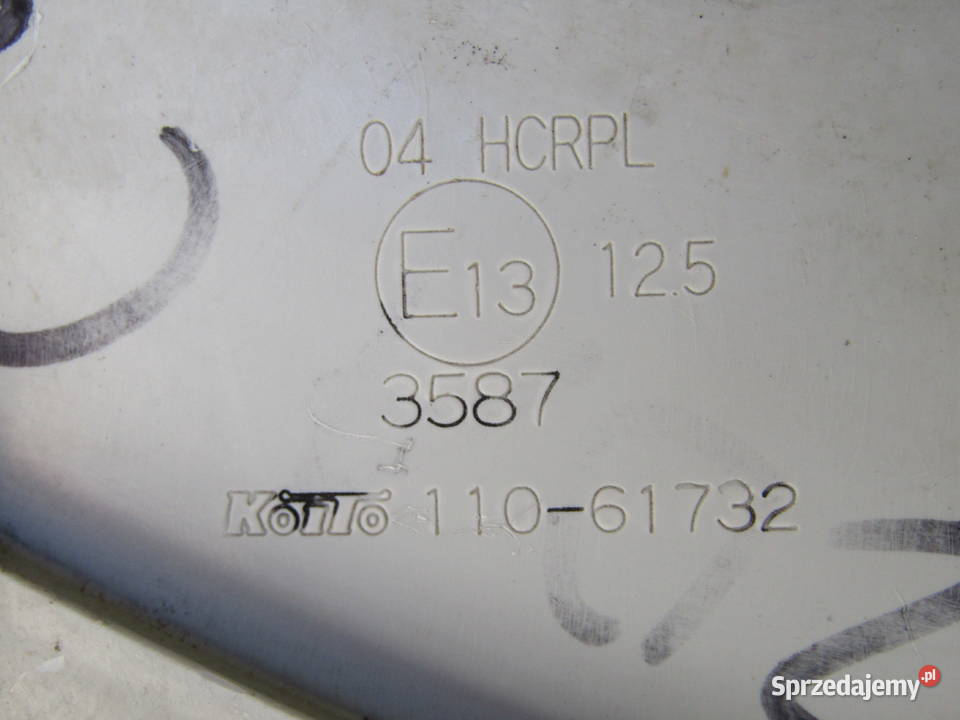 04 HCRPL
E13 12.5
3587
KOITO 110-61732
Sprzedajemy.pl